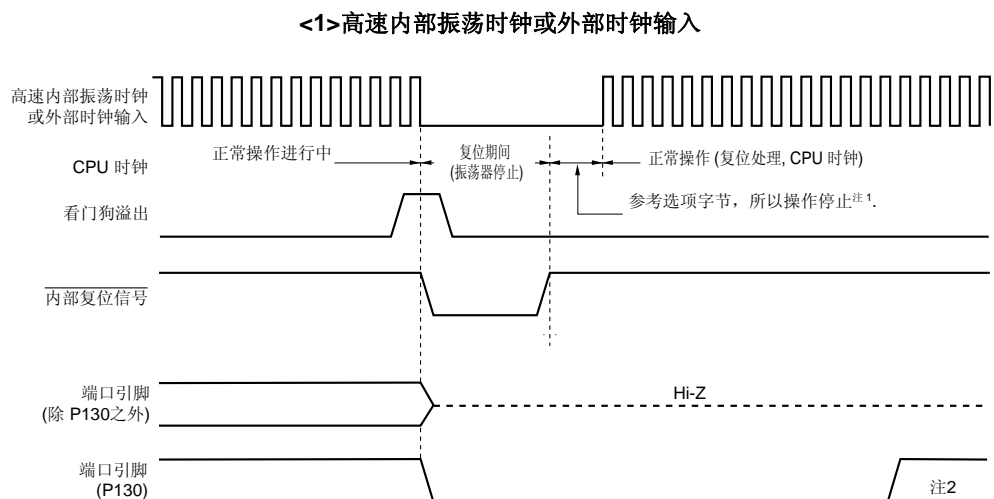 <1>高速内部振荡时钟或外部时钟输入
高速内部振荡时钟
或外部时钟输入
CPU 时钟
正常操作进行中
复位期间
(振荡器停止)
正常操作 (复位处理, CPU 时钟)
参考选项字节，所以操作停止注1.
看门狗溢出
内部复位信号
端口引脚
(除 P130之外)
Hi-Z
端口引脚
(P130)
注2